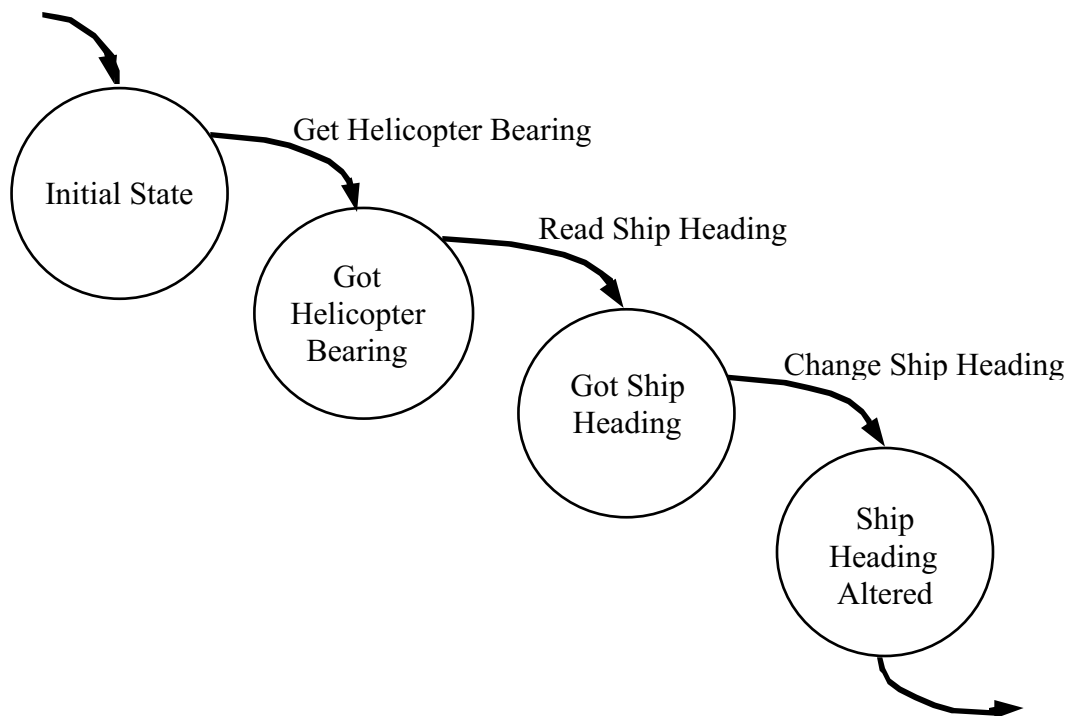 Get Helicopter Bearing
Initial State
Read Ship Heading
Got
Helicopter
Bearing
Change Ship Heading
Got Ship
Heading
Ship
Heading
Altered